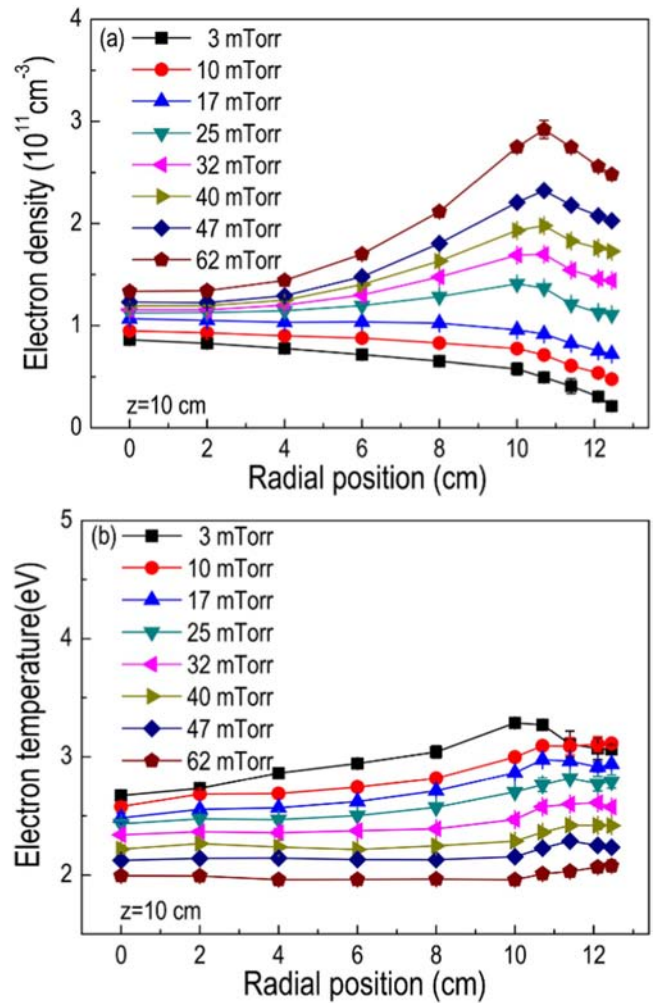 (a)
3 mTorr
10 mTorr
17 mTorr
25 mTorr
32 mTorr
40 mTorr
47 mTorr
62 mTorr
Electron density (10¹¹cm⁻³)
4
3
2
1
0
z=10 cm
0 2 4 6 8 10 12
Radial position (cm)
(b)
3 mTorr
10 mTorr
17 mTorr
25 mTorr
32 mTorr
40 mTorr
47 mTorr
62 mTorr
Electron temperature(eV)
5
4
3
2
z=10 cm
0 2 4 6 8 10 12
Radial position (cm)